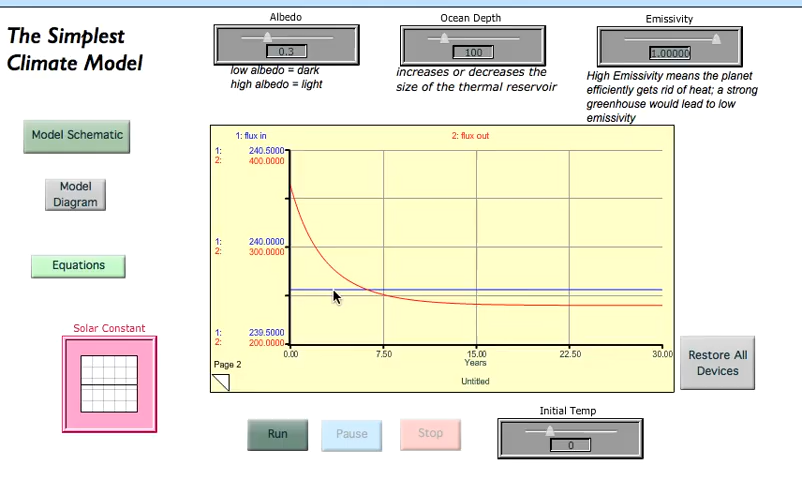 The Simplest
Climate Model
Albedo
0.3
low albedo = dark
high albedo = light
Ocean Depth
100
increases or decreases the
size of the thermal reservoir
Emissivity
1.00000
High Emissivity means the planet
efficiently gets rid of heat; a strong
greenhouse would lead to low
emissivity
Model Schematic
Model
Diagram
Equations
Solar Constant
1: flux in
2: flux out
1: 240.5000
2: 400.0000
1: 240.0000
2: 300.0000
1: 239.5000
2: 200.0000
0.00 7.50 15.00 22.50 30.00
Page 2
Years
Untitled
Restore All
Devices
Run
Pause
Stop
Initial Temp
0